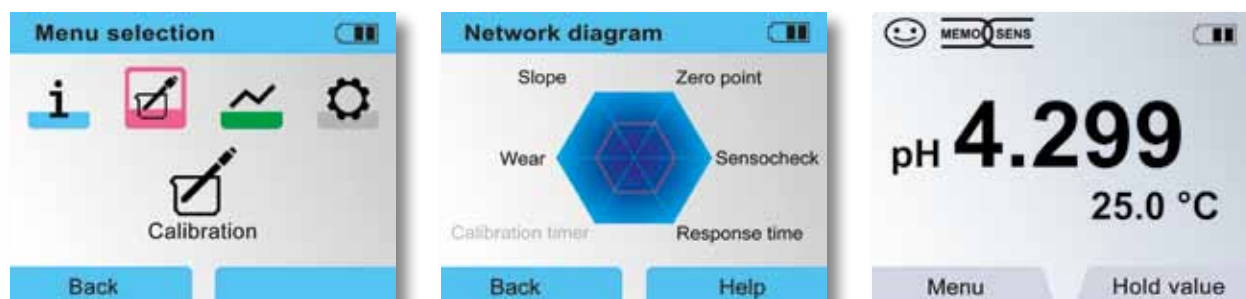 Menu selection
i
Calibration
Back
Network diagram
Slope Zero point
Wear Sensocheck
Calibration timer Response time
Back Help
MEMO SENS
pH 4.299
25.0 °C
Menu Hold value